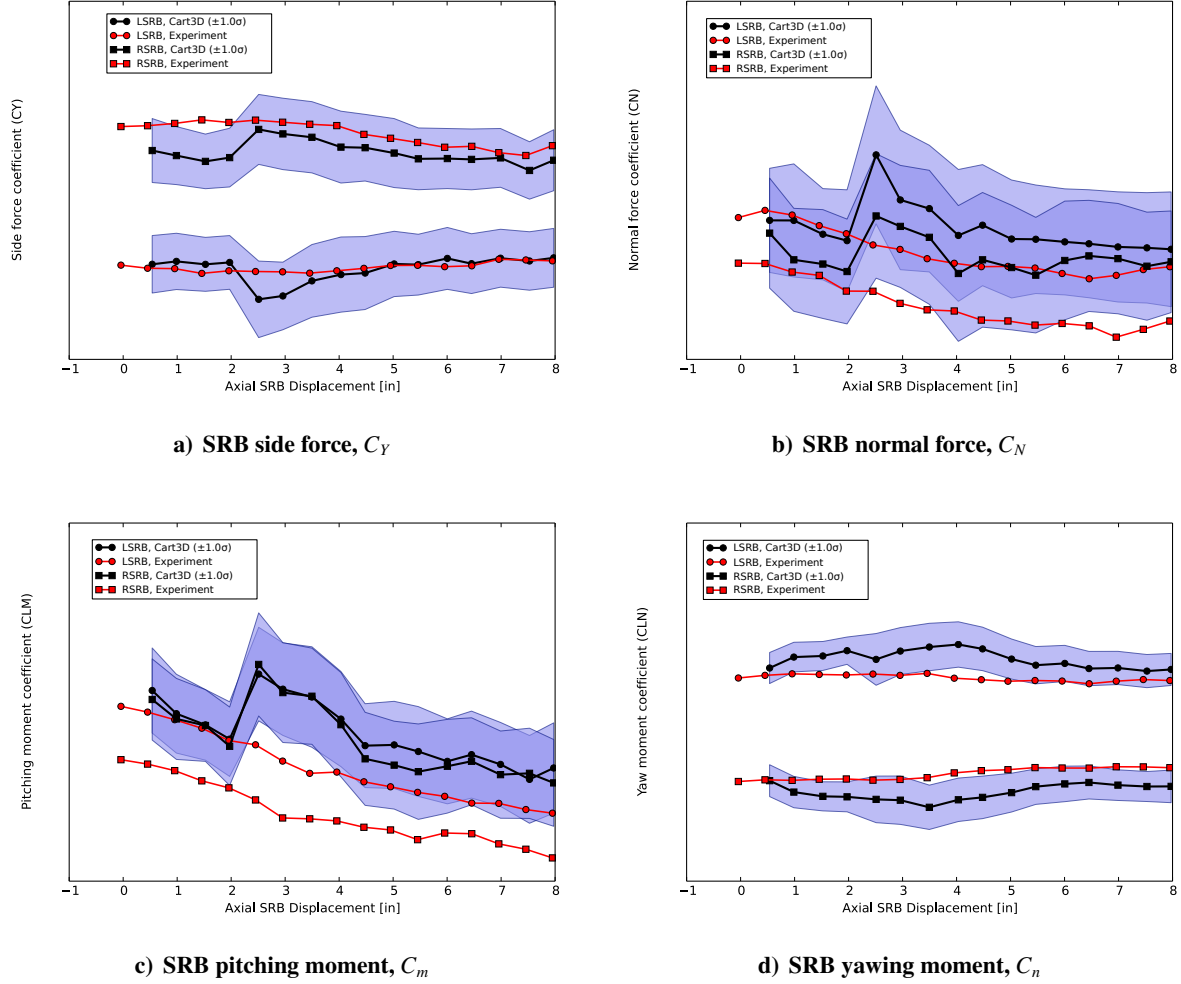 LSRB, Cart3D (±1.0σ)
LSRB, Experiment
RSRB, Cart3D (±1.0σ)
RSRB, Experiment
Side force coefficient (CY)
−1 0 1 2 3 4 5 6 7 8
Axial SRB Displacement [in]
a) SRB side force, C_Y
LSRB, Cart3D (±1.0σ)
LSRB, Experiment
RSRB, Cart3D (±1.0σ)
RSRB, Experiment
Normal force coefficient (CN)
−1 0 1 2 3 4 5 6 7 8
Axial SRB Displacement [in]
b) SRB normal force, C_N
LSRB, Cart3D (±1.0σ)
LSRB, Experiment
RSRB, Cart3D (±1.0σ)
RSRB, Experiment
Pitching moment coefficient (CLM)
−1 0 1 2 3 4 5 6 7 8
Axial SRB Displacement [in]
c) SRB pitching moment, C_m
LSRB, Cart3D (±1.0σ)
LSRB, Experiment
RSRB, Cart3D (±1.0σ)
RSRB, Experiment
Yaw moment coefficient (CLN)
−1 0 1 2 3 4 5 6 7 8
Axial SRB Displacement [in]
d) SRB yawing moment, C_n